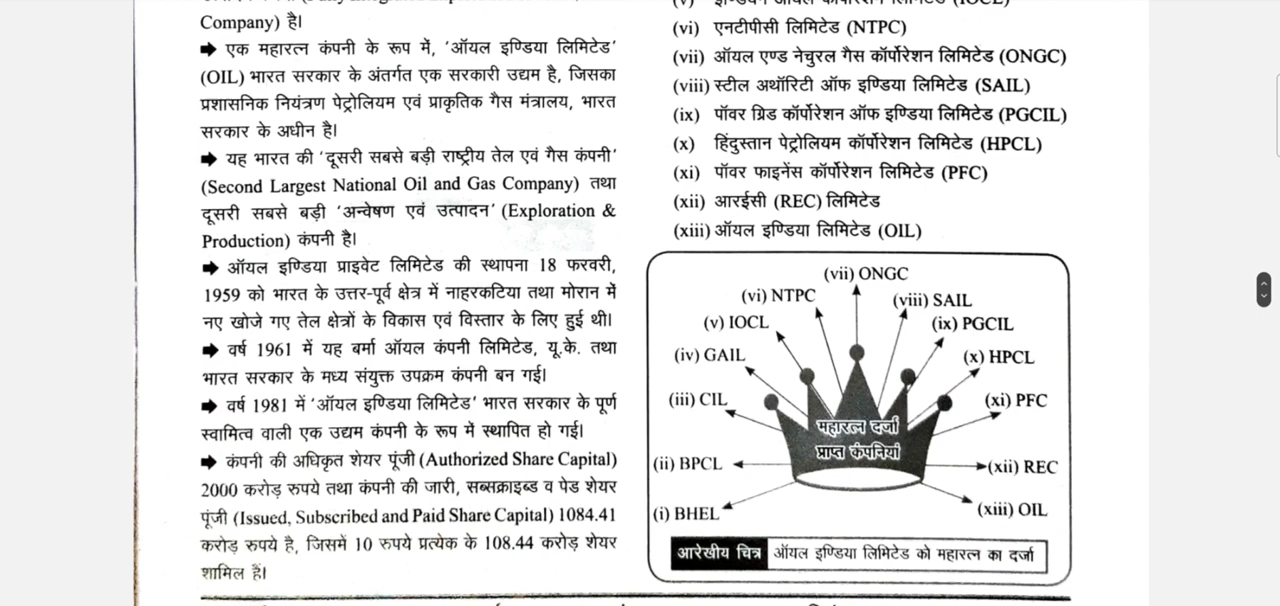 Company) है।
➡ एक महारत्न कंपनी के रूप में, ‘ऑयल इण्डिया लिमिटेड’
(OIL) भारत सरकार के अंतर्गत एक सरकारी उद्यम है, जिसका
प्रशासनिक नियंत्रण पेट्रोलियम एवं प्राकृतिक गैस मंत्रालय, भारत
सरकार के अधीन है।
➡ यह भारत की ‘दूसरी सबसे बड़ी राष्ट्रीय तेल एवं गैस कंपनी’
(Second Largest National Oil and Gas Company) तथा
दूसरी सबसे बड़ी ‘अन्वेषण एवं उत्पादन’ (Exploration &
Production) कंपनी है।
➡ ऑयल इण्डिया प्राइवेट लिमिटेड की स्थापना 18 फरवरी,
1959 को भारत के उत्तर-पूर्व क्षेत्र में नाहरकटिया तथा मोरान में
नए खोजे गए तेल क्षेत्रों के विकास एवं विस्तार के लिए हुई थी।
➡ वर्ष 1961 में यह बर्मा ऑयल कंपनी लिमिटेड, यू.के. तथा
भारत सरकार के मध्य संयुक्त उपक्रम कंपनी बन गई।
➡ वर्ष 1981 में ‘ऑयल इण्डिया लिमिटेड’ भारत सरकार के पूर्ण
स्वामित्व वाली एक उद्यम कंपनी के रूप में स्थापित हो गई।
➡ कंपनी की अधिकृत शेयर पूंजी (Authorized Share Capital)
2000 करोड़ रुपये तथा कंपनी की जारी, सब्सक्राइब्ड व पेड शेयर
पूंजी (Issued, Subscribed and Paid Share Capital) 1084.41
करोड़ रुपये है, जिसमें 10 रुपये प्रत्येक के 108.44 करोड़ शेयर
शामिल हैं।
(v) इण्डियन ऑयल कॉर्पोरेशन लिमिटेड (IOCL)
(vi) एनटीपीसी लिमिटेड (NTPC)
(vii) ऑयल एण्ड नेचुरल गैस कॉर्पोरेशन लिमिटेड (ONGC)
(viii) स्टील अथॉरिटी ऑफ इण्डिया लिमिटेड (SAIL)
(ix) पॉवर ग्रिड कॉर्पोरेशन ऑफ इण्डिया लिमिटेड (PGCIL)
(x) हिंदुस्तान पेट्रोलियम कॉर्पोरेशन लिमिटेड (HPCL)
(xi) पॉवर फाइनेंस कॉर्पोरेशन लिमिटेड (PFC)
(xii) आरईसी (REC) लिमिटेड
(xiii) ऑयल इण्डिया लिमिटेड (OIL)
(vii) ONGC
(vi) NTPC
(viii) SAIL
(v) IOCL
(ix) PGCIL
(iv) GAIL
(x) HPCL
(iii) CIL
(xi) PFC
महारत्न दर्जा
प्राप्त कंपनियां
(ii) BPCL
(xii) REC
(i) BHEL
(xiii) OIL
आरेखीय चित्र ऑयल इण्डिया लिमिटेड को महारत्न का दर्जा